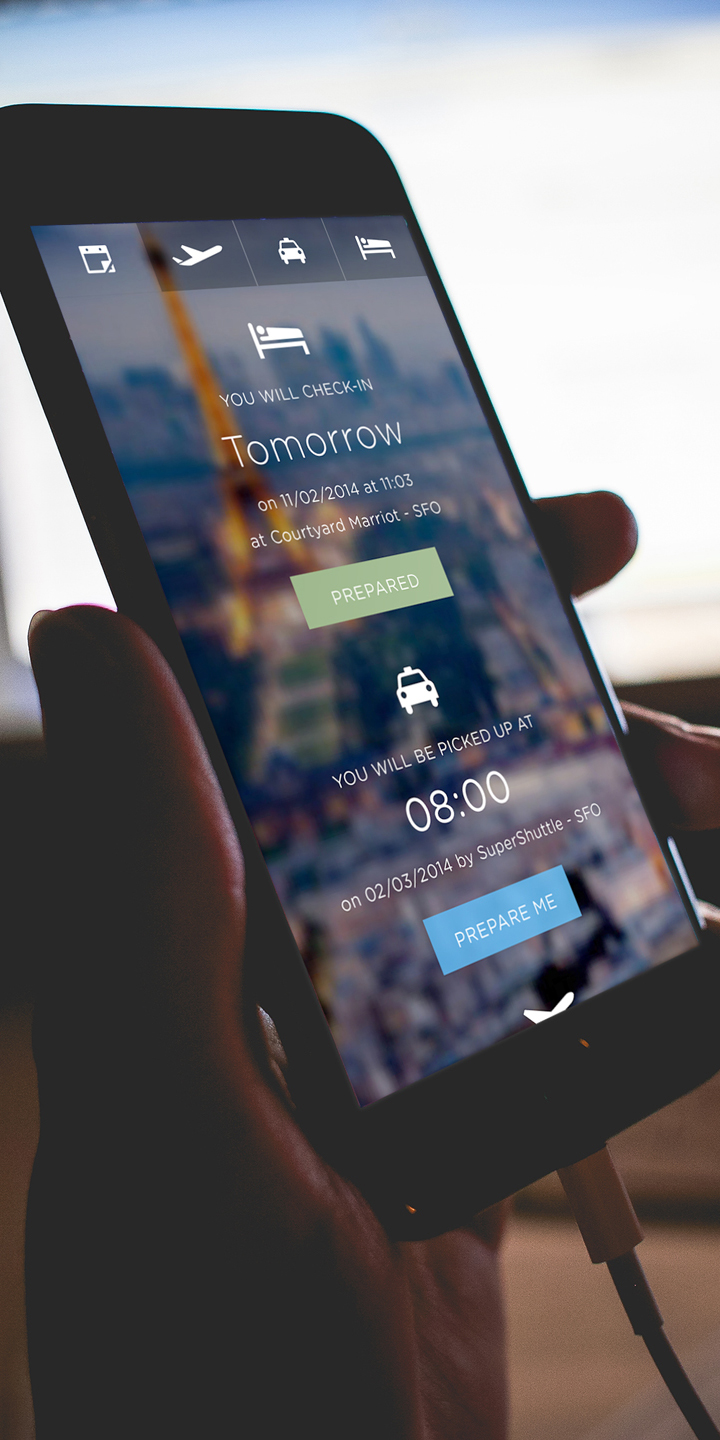 YOU WILL CHECK-IN
Tomorrow
on 11/02/2014 at 11:03
at Courtyard Marriot - SFO
PREPARED
YOU WILL BE PICKED UP AT
08:00
on 02/03/2014 by SuperShuttle - SFO
PREPARE ME